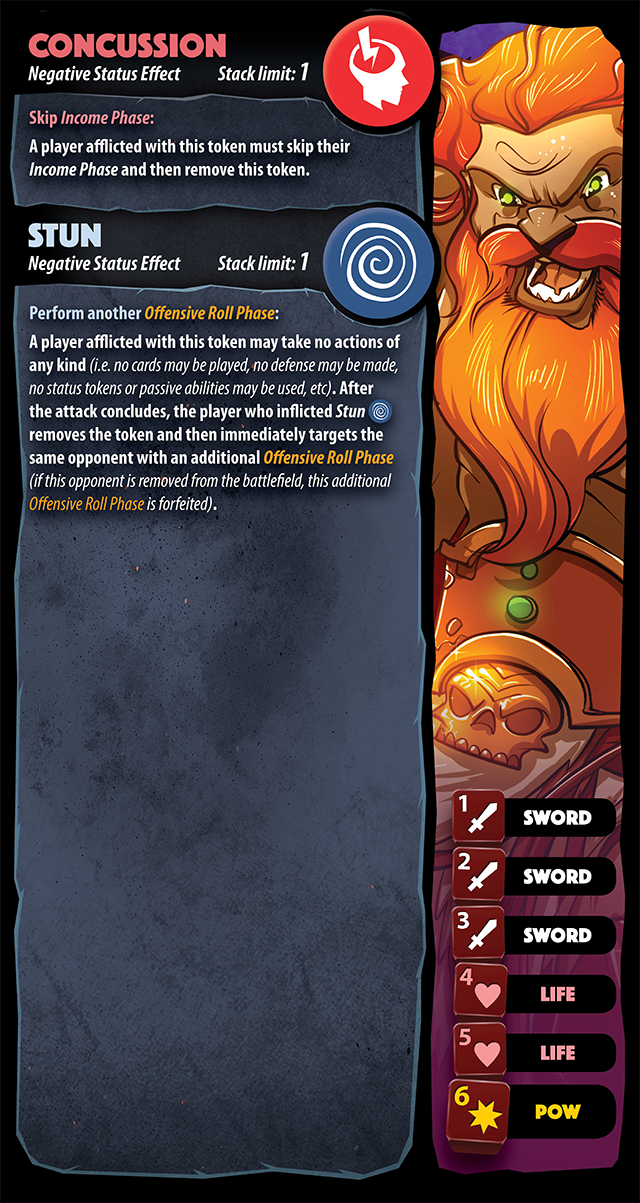 CONCUSSION
Negative Status Effect Stack limit: 1
Skip Income Phase:
A player afflicted with this token must skip their
Income Phase and then remove this token.
STUN
Negative Status Effect Stack limit: 1
Perform another Offensive Roll Phase:
A player afflicted with this token may take no actions of
any kind (i.e. no cards may be played, no defense may be made,
no status tokens or passive abilities may be used, etc). After
the attack concludes, the player who inflicted Stun
removes the token and then immediately targets the
same opponent with an additional Offensive Roll Phase
(if this opponent is removed from the battlefield, this additional
Offensive Roll Phase is forfeited).
1 SWORD
2 SWORD
3 SWORD
4 LIFE
5 LIFE
6 POW